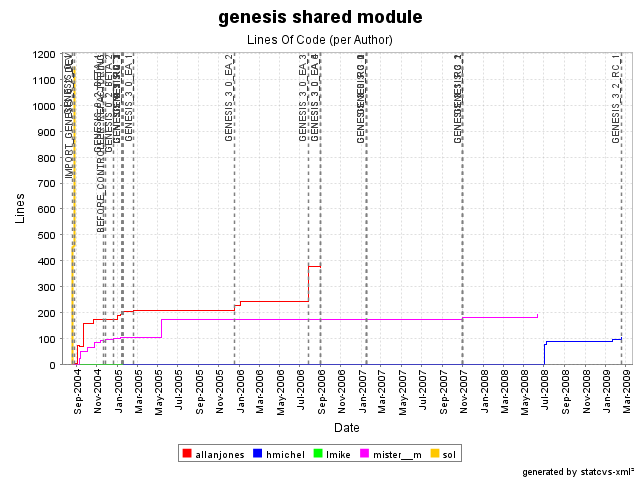 genesis shared module
Lines Of Code (per Author)
Lines
1200
1100
1000
900
800
700
600
500
400
300
200
100
0
GENESIS_3_0_EA_1
GENESIS_3_0_EA_2
GENESIS_3_0_EA_3
GENESIS_3_2_RC_1
Sep-2004
Nov-2004
Jan-2005
Mar-2005
May-2005
Jul-2005
Sep-2005
Nov-2005
Jan-2006
Mar-2006
May-2006
Jul-2006
Sep-2006
Nov-2006
Jan-2007
Mar-2007
May-2007
Jul-2007
Sep-2007
Nov-2007
Jan-2008
Mar-2008
May-2008
Jul-2008
Sep-2008
Nov-2008
Jan-2009
Mar-2009
Date
allanjones hmichel lmike mister__m sol
generated by statcvs-xml²